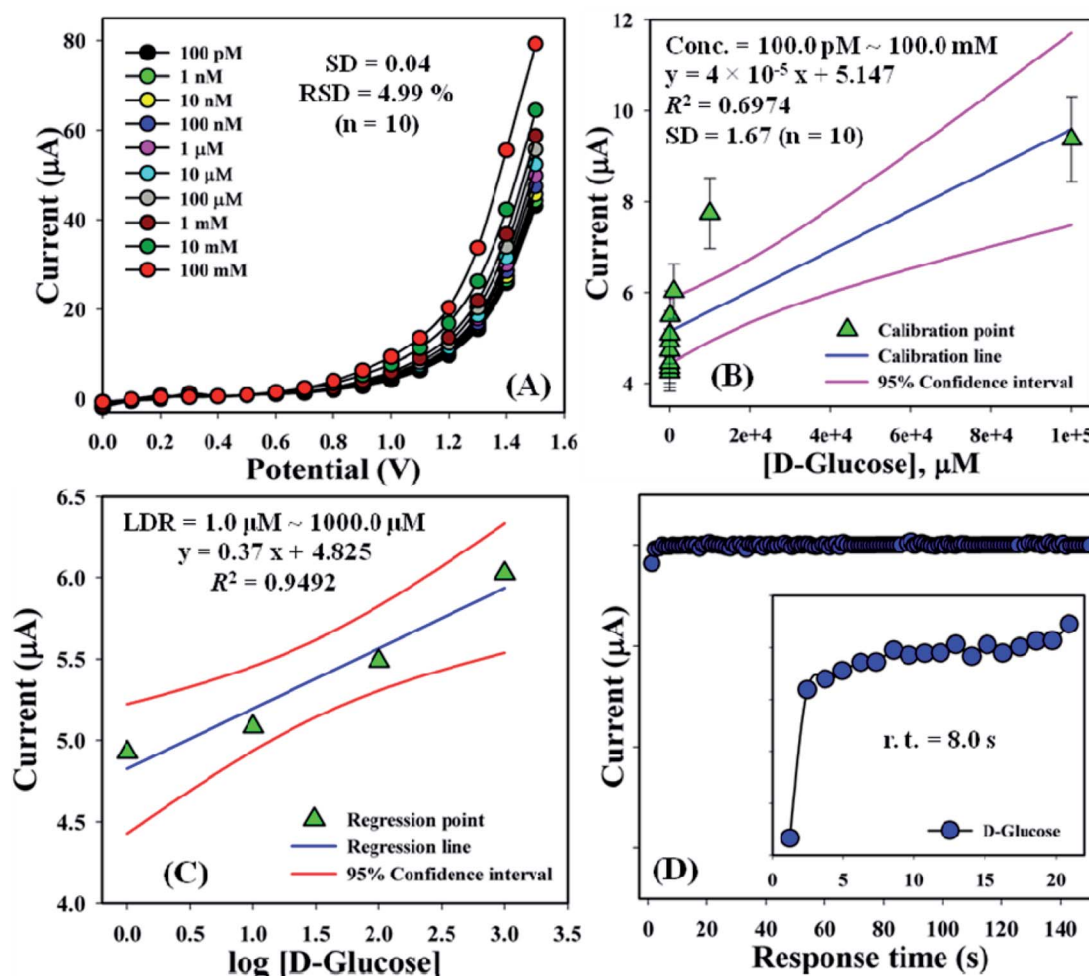 80
60
40
20
0
Current (µA)
100 pM
1 nM
10 nM
100 nM
1 µM
10 µM
100 µM
1 mM
10 mM
100 mM
SD = 0.04
RSD = 4.99 %
(n = 10)
(A)
0.0 0.2 0.4 0.6 0.8 1.0 1.2 1.4 1.6
Potential (V)
12
10
8
6
4
Current (µA)
Conc. = 100.0 pM ~ 100.0 mM
y = 4 × 10⁻⁵ x + 5.147
R² = 0.6974
SD = 1.67 (n = 10)
Calibration point
Calibration line
95% Confidence interval
(B)
0 2e+4 4e+4 6e+4 8e+4 1e+5
[D-Glucose], µM
6.5
6.0
5.5
5.0
4.5
4.0
Current (µA)
LDR = 1.0 µM ~ 1000.0 µM
y = 0.37 x + 4.825
R² = 0.9492
Regression point
Regression line
95% Confidence interval
(C)
0.0 0.5 1.0 1.5 2.0 2.5 3.0 3.5
log [D-Glucose]
Current (µA)
r. t. = 8.0 s
D-Glucose
0 5 10 15 20
(D)
0 20 40 60 80 100 120 140
Response time (s)